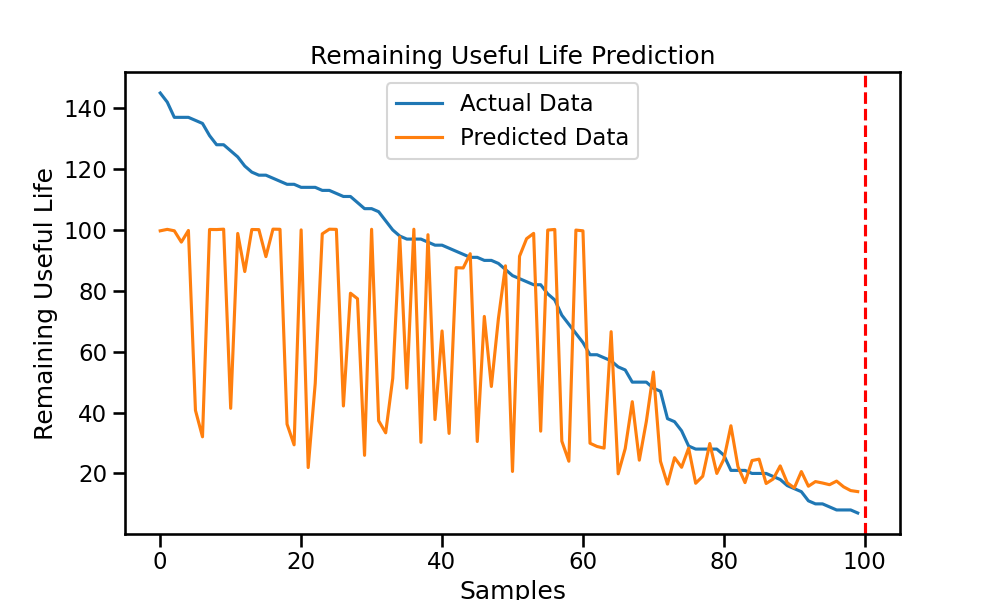 Remaining Useful Life Prediction
Actual Data
Predicted Data
Remaining Useful Life
140
120
100
80
60
40
20
0 20 40 60 80 100
Samples